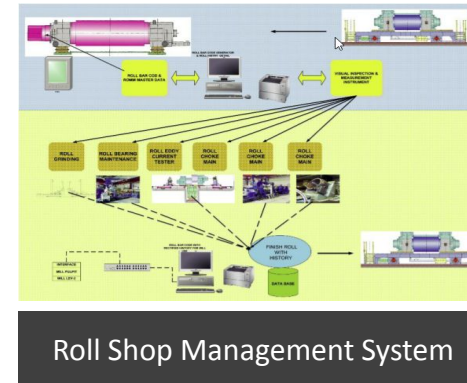 ROLL BAR COD &
ROMM MASTER DATA
VISUAL INSPECTION &
MEASUREMENT
INSTRUMENT
ROLL
GRINDING
ROLL BEARING
MAINTENANCE
ROLL EDDY
CURRENT
TESTER
ROLL
CHOKE
MAIN
ROLL
CHOKE
MAIN
ROLL
CHOKE
MAIN
FINISH ROLL
WITH
HISTORY
INTERFACE
DATA BASE
Roll Shop Management System